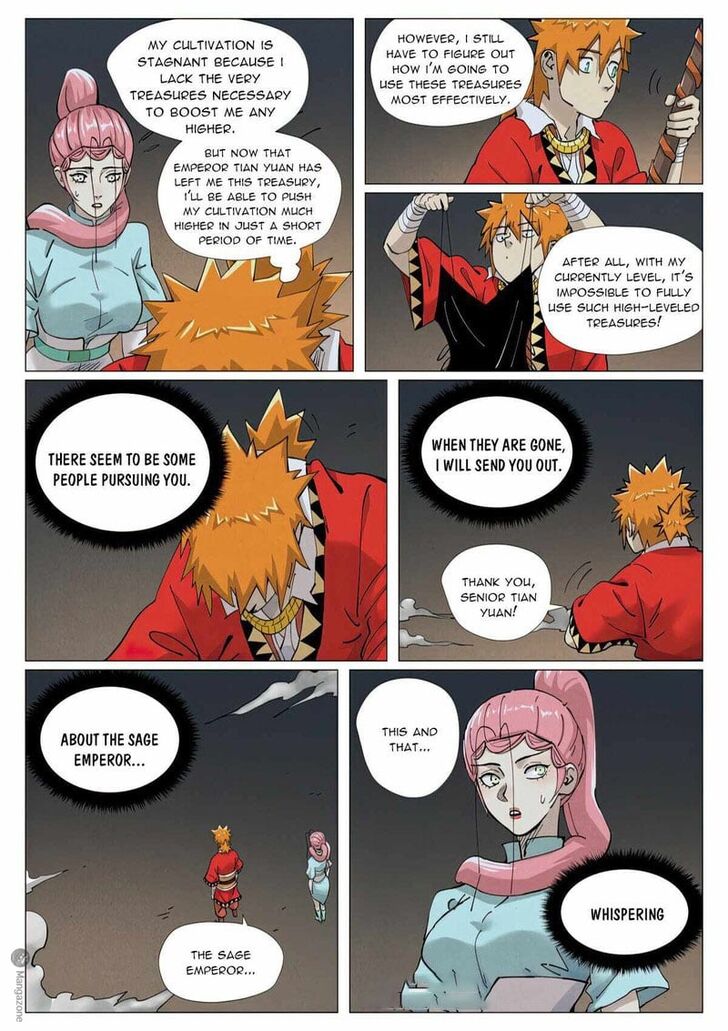 MY CULTIVATION IS
STAGNANT BECAUSE I
LACK THE VERY
TREASURES NECESSARY
TO BOOST ME ANY
HIGHER.
BUT NOW THAT
EMPEROR TIAN YUAN HAS
LEFT ME THIS TREASURY,
I'LL BE ABLE TO PUSH
MY CULTIVATION MUCH
HIGHER IN JUST A SHORT
PERIOD OF TIME.
HOWEVER, I STILL
HAVE TO FIGURE OUT
HOW I'M GOING TO
USE THESE TREASURES
MOST EFFECTIVELY.
AFTER ALL, WITH MY
CURRENTLY LEVEL, IT'S
IMPOSSIBLE TO FULLY
USE SUCH HIGH-LEVELED
TREASURES!
THERE SEEM TO BE SOME
PEOPLE PURSUING YOU.
WHEN THEY ARE GONE,
I WILL SEND YOU OUT.
THANK YOU,
SENIOR TIAN
YUAN!
ABOUT THE SAGE
EMPEROR...
THE SAGE
EMPEROR...
THIS AND
THAT...
WHISPERING
Mangazone